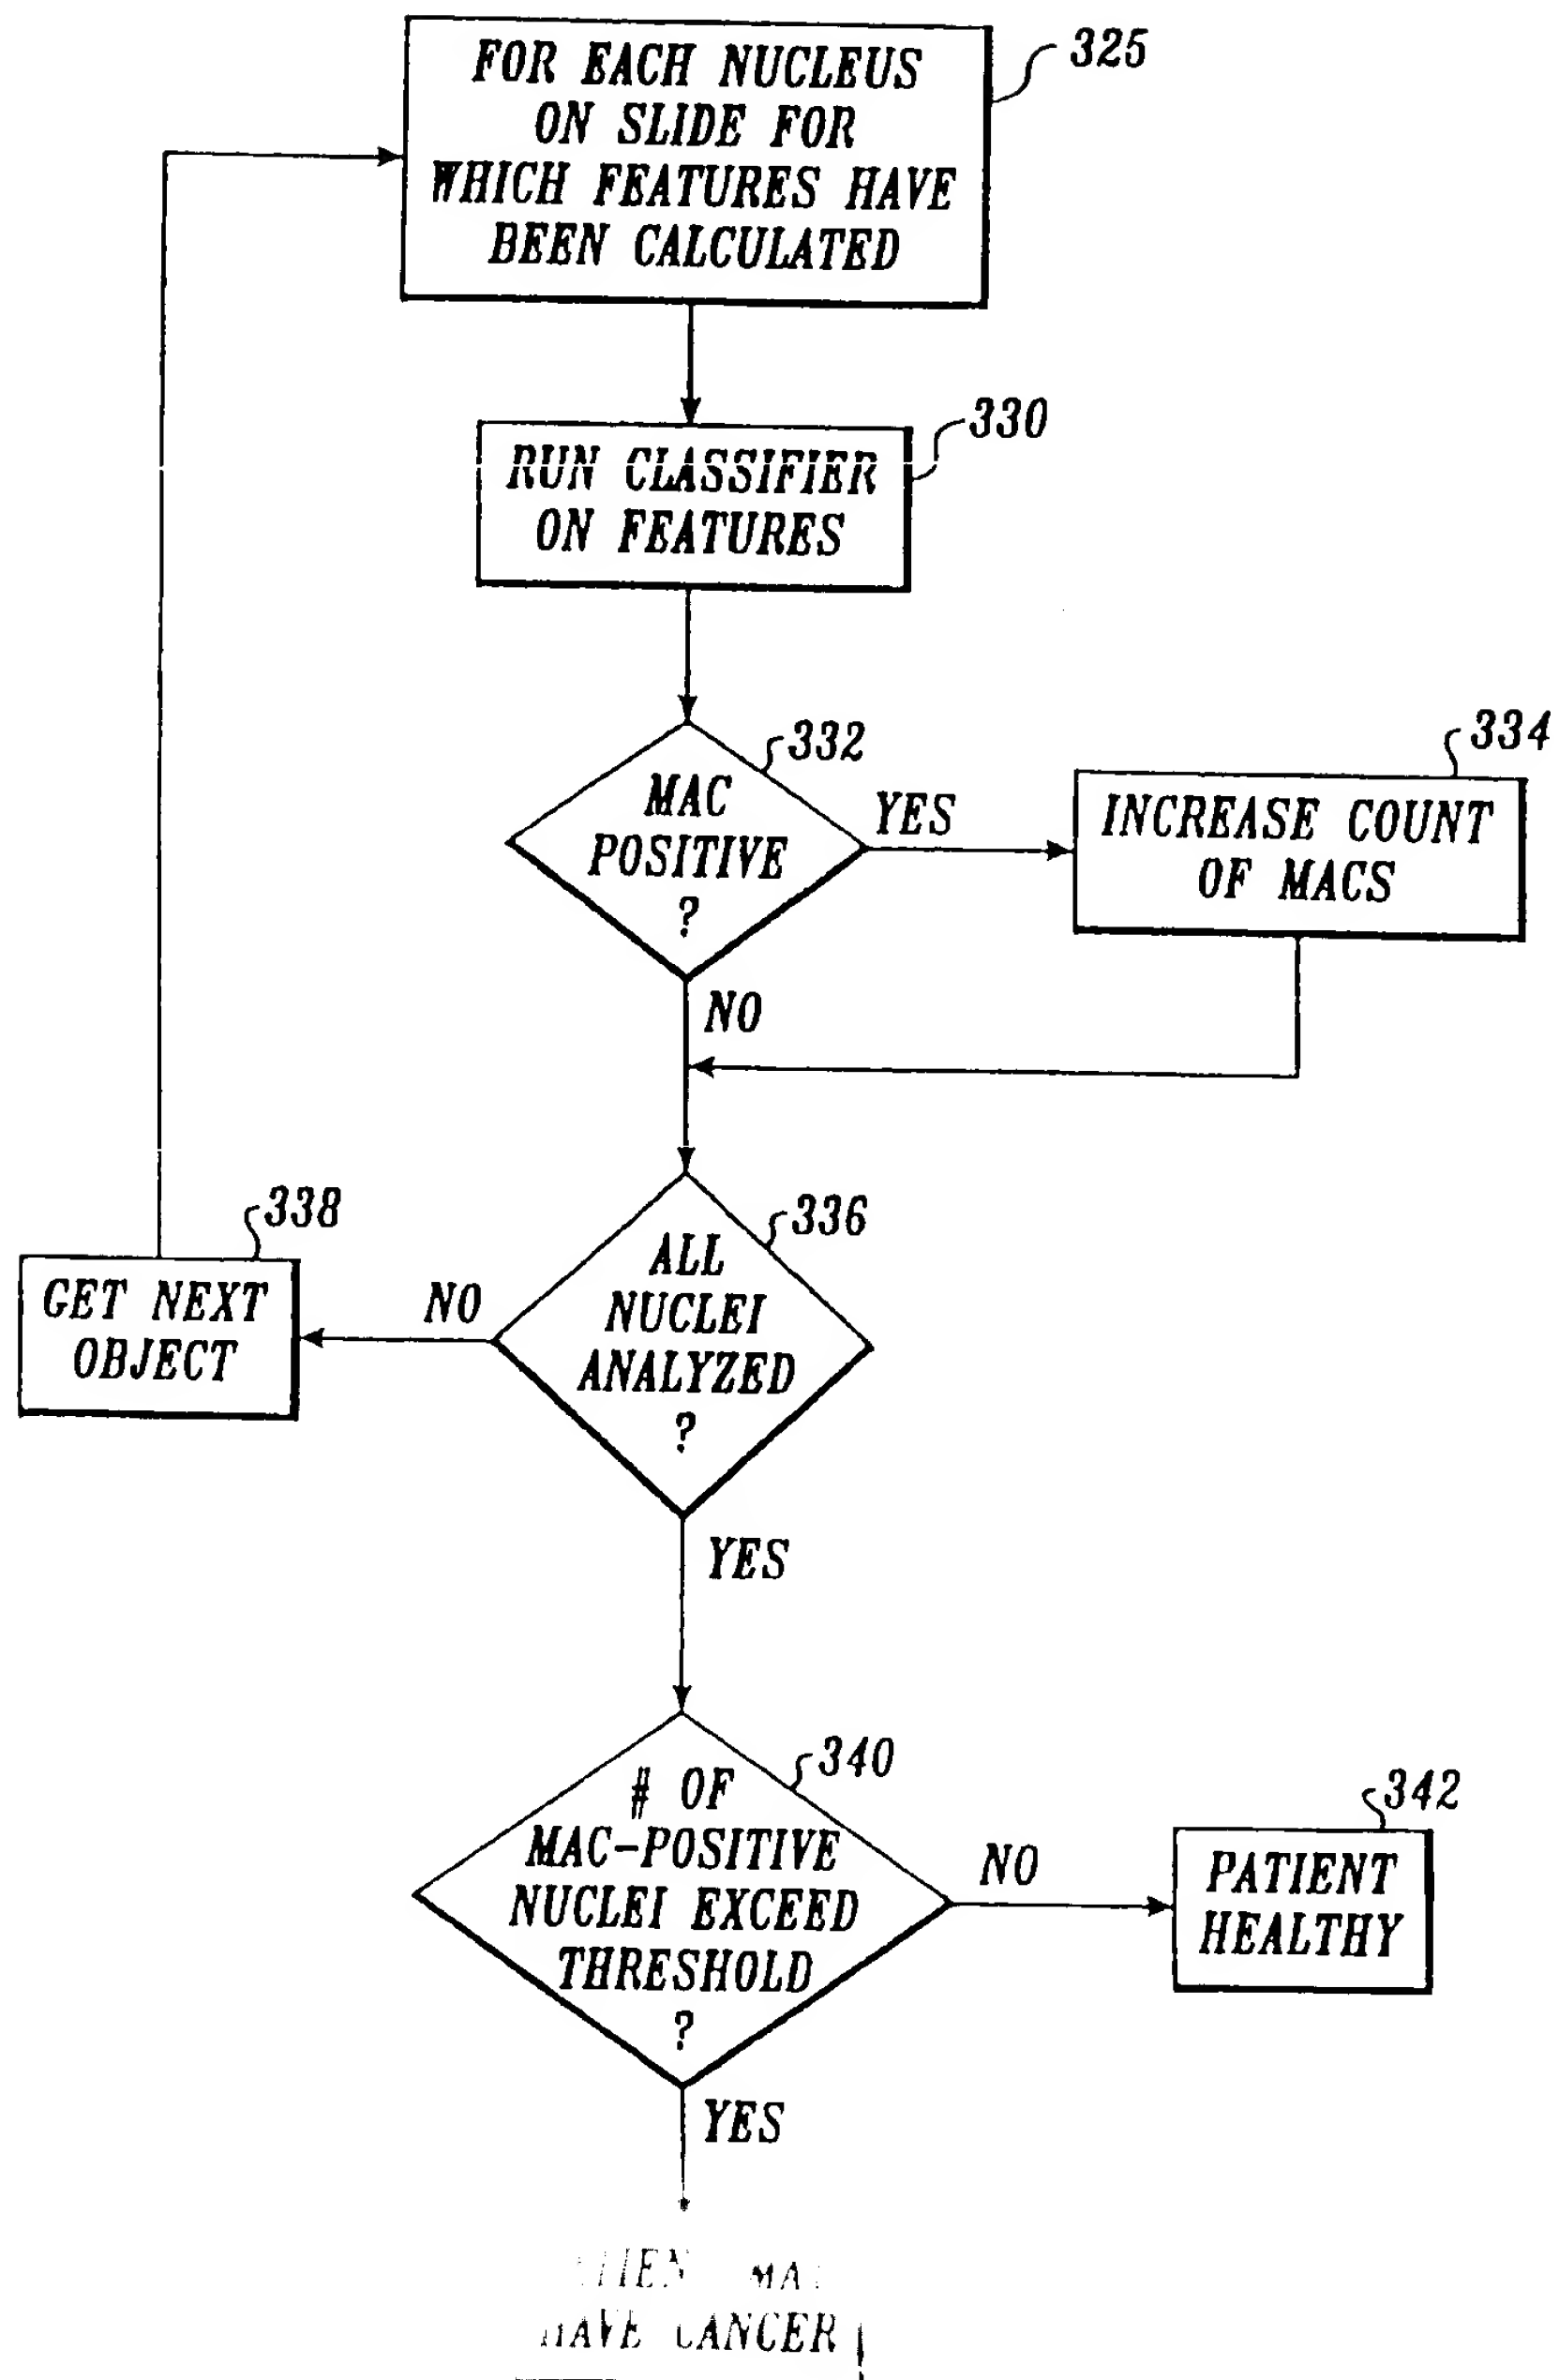 325
FOR EACH NUCLEUS
ON SLIDE FOR
WHICH FEATURES HAVE
BEEN CALCULATED
330
RUN CLASSIFIER
ON FEATURES
332
MAC
POSITIVE
?
YES
334
INCREASE COUNT
OF MACS
NO
336
ALL
NUCLEI
ANALYZED
?
NO
338
GET NEXT
OBJECT
YES
340
# OF
MAC-POSITIVE
NUCLEI EXCEED
THRESHOLD
?
NO
342
PATIENT
HEALTHY
YES
HAVE CANCER